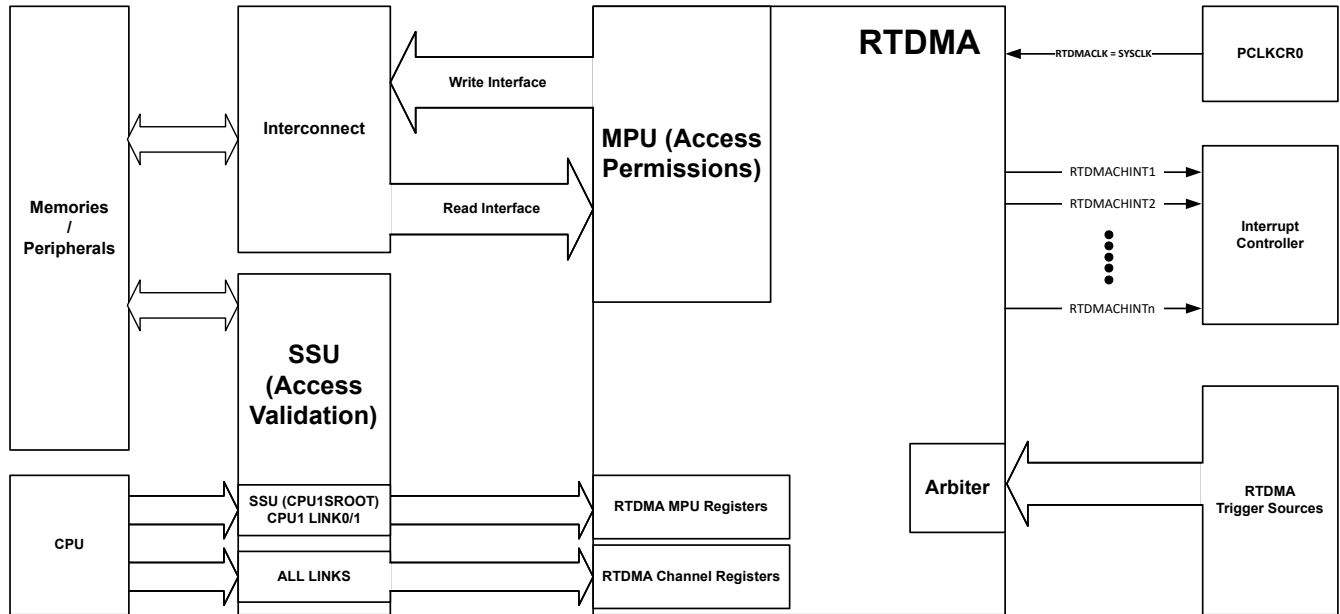 RTDMA
RTDMACLK = SYSCLK
PCLKCR0
Write Interface
Interconnect
MPU (Access
Permissions)
RTDMACHINT1
Read Interface
RTDMACHINT2
Memories
/
Peripherals
Interrupt
Controller
RTDMACHINTn
SSU
(Access
Validation)
Arbiter
RTDMA
Trigger Sources
CPU
SSU (CPU1SROOT)
CPU1 LINK0/1
RTDMA MPU Registers
ALL LINKS
RTDMA Channel Registers